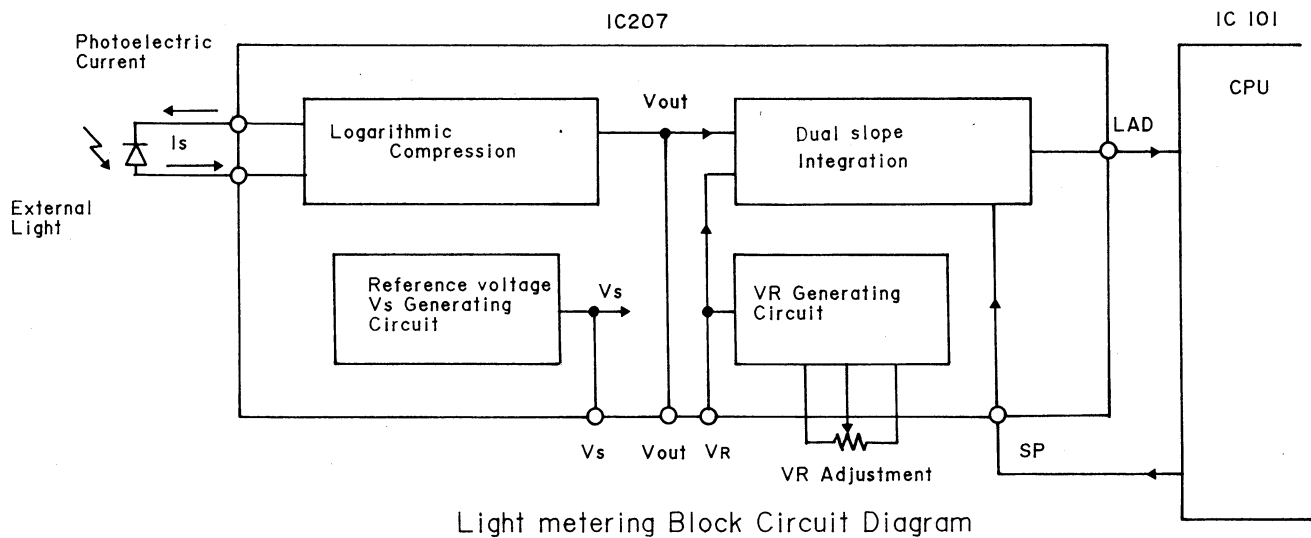 IC207
IC 101
Photoelectric
Current
CPU
Vout
LAD
Logarithmic
Compression
Dual slope
Integration
Is
External
Light
Reference voltage
Vs Generating
Circuit
Vs
VR Generating
Circuit
Vs
Vout
VR
SP
VR Adjustment
Light metering Block Circuit Diagram